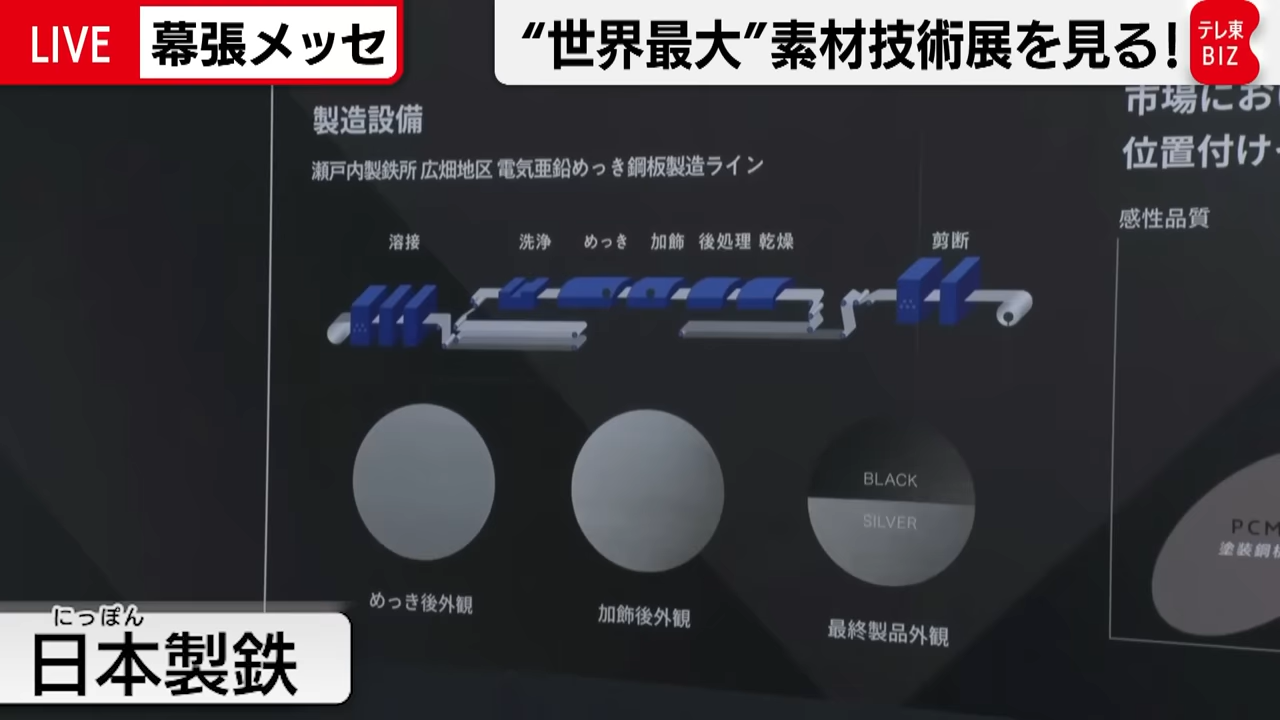 LIVE 幕張メッセ
“世界最大”素材技術展を見る！
テレ東
BIZ
製造設備
瀬戸内製鉄所 広畑地区 電気亜鉛めっき鋼板製造ライン
溶接 洗浄 めっき 加飾 後処理 乾燥 剪断
BLACK
SILVER
めっき後外観
加飾後外観
最終製品外観
市場にお
位置付け
感性品質
PCM
塗装鋼
にっぽん
日本製鉄